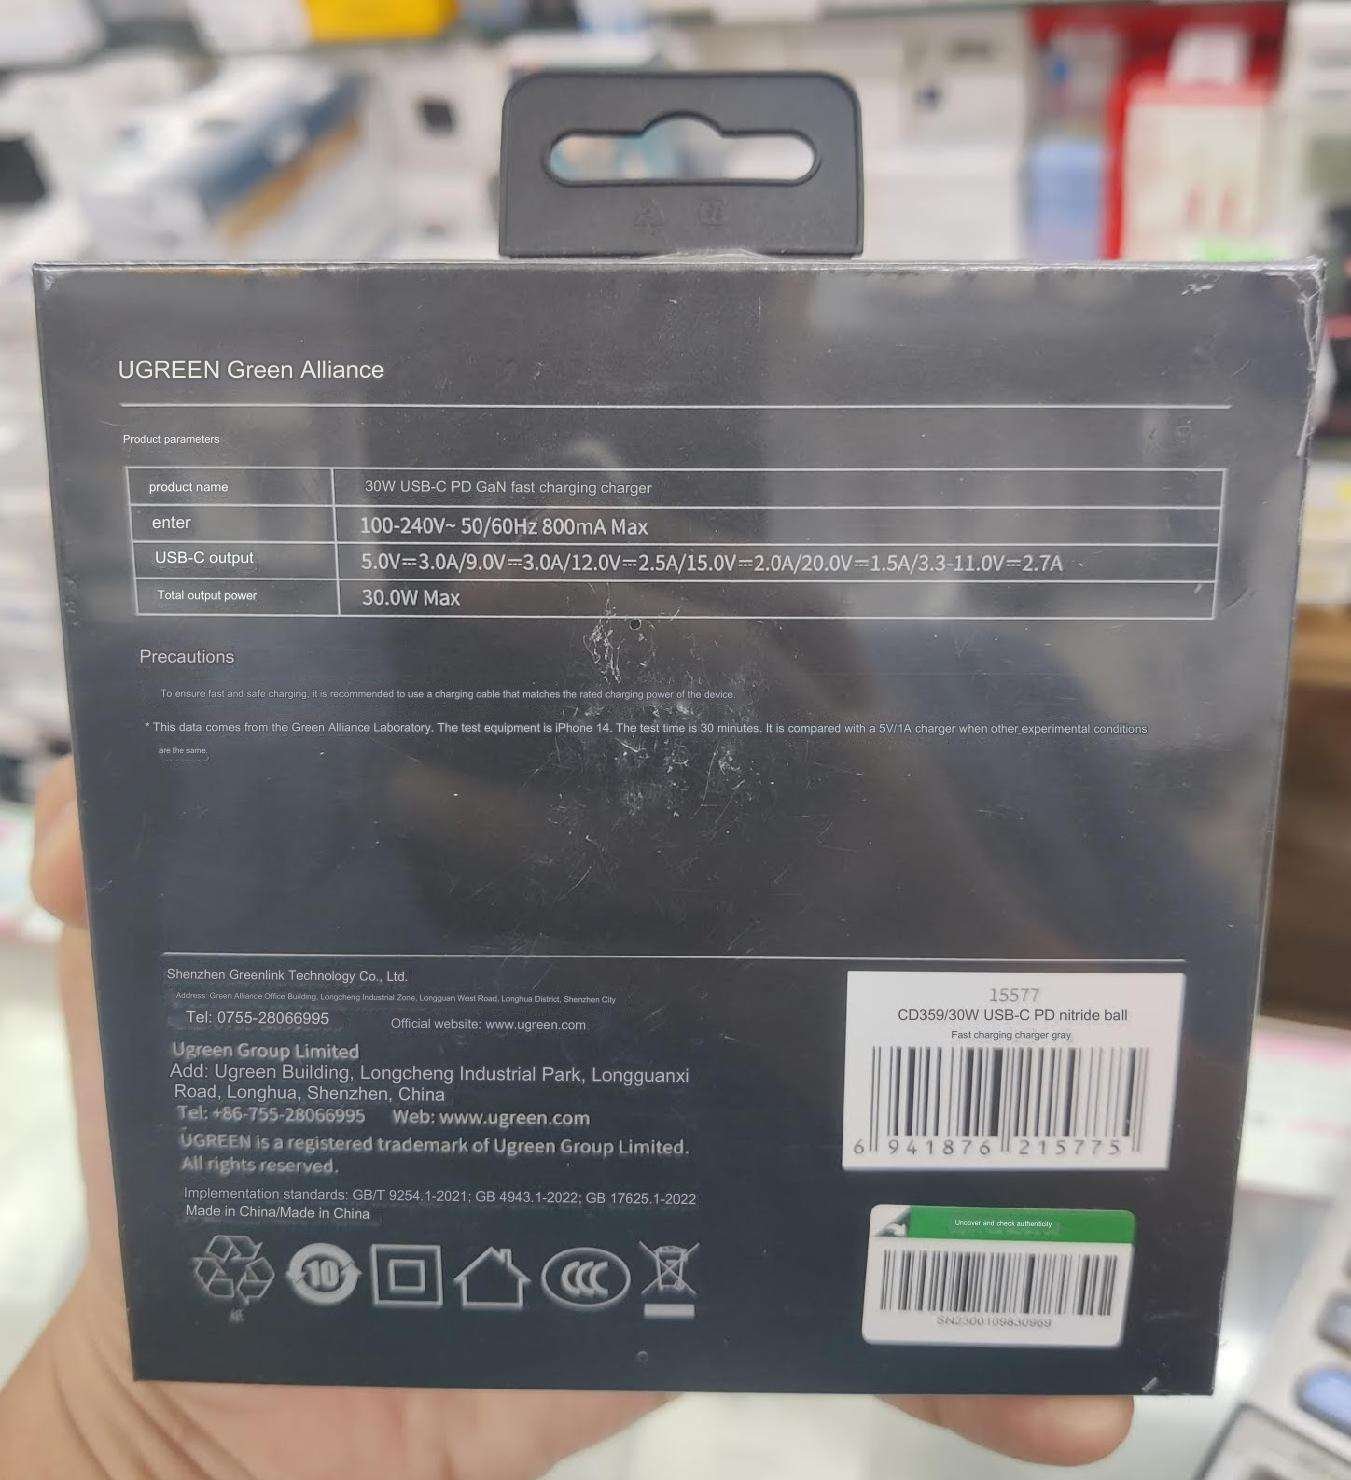 UGREEN Green Alliance
Product parameters
product name 30W USB-C PD GaN fast charging charger
enter 100-240V~ 50/60Hz 800mA Max
USB-C output 5.0V⎓3.0A/9.0V⎓3.0A/12.0V⎓2.5A/15.0V⎓2.0A/20.0V⎓1.5A/3.3-11.0V⎓2.7A
Total output power 30.0W Max
Precautions
To ensure fast and safe charging, it is recommended to use a charging cable that matches the rated charging power of the device.
* This data comes from the Green Alliance Laboratory. The test equipment is iPhone 14. The test time is 30 minutes. It is compared with a 5V/1A charger when other experimental conditions
are the same.
Shenzhen Greenlink Technology Co., Ltd.
Address: Green Alliance Office Building, Longcheng Industrial Zone, Longguan West Road, Longhua District, Shenzhen City
Tel: 0755-28066995 Official website: www.ugreen.com
Ugreen Group Limited
Add: Ugreen Building, Longcheng Industrial Park, Longguanxi
Road, Longhua, Shenzhen, China
Tel: +86-755-28066995 Web: www.ugreen.com
UGREEN is a registered trademark of Ugreen Group Limited.
All rights reserved.
Implementation standards: GB/T 9254.1-2021; GB 4943.1-2022; GB 17625.1-2022
Made in China/Made in China
10
CCC
15577
CD359/30W USB-C PD nitride ball
Fast charging charger gray
6 941876 215775
Uncover and check authenticity
SN2300109830969